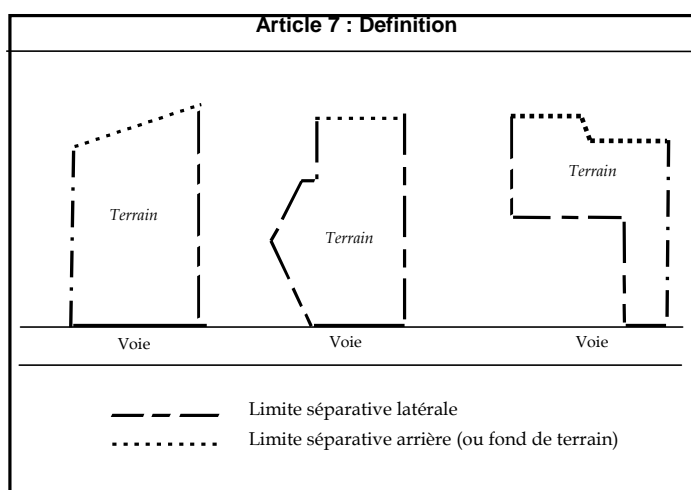 Article 7 : Definition
Terrain
Terrain
Terrain
Voie
Voie
Voie
Limite séparative latérale
Limite séparative arrière (ou fond de terrain)